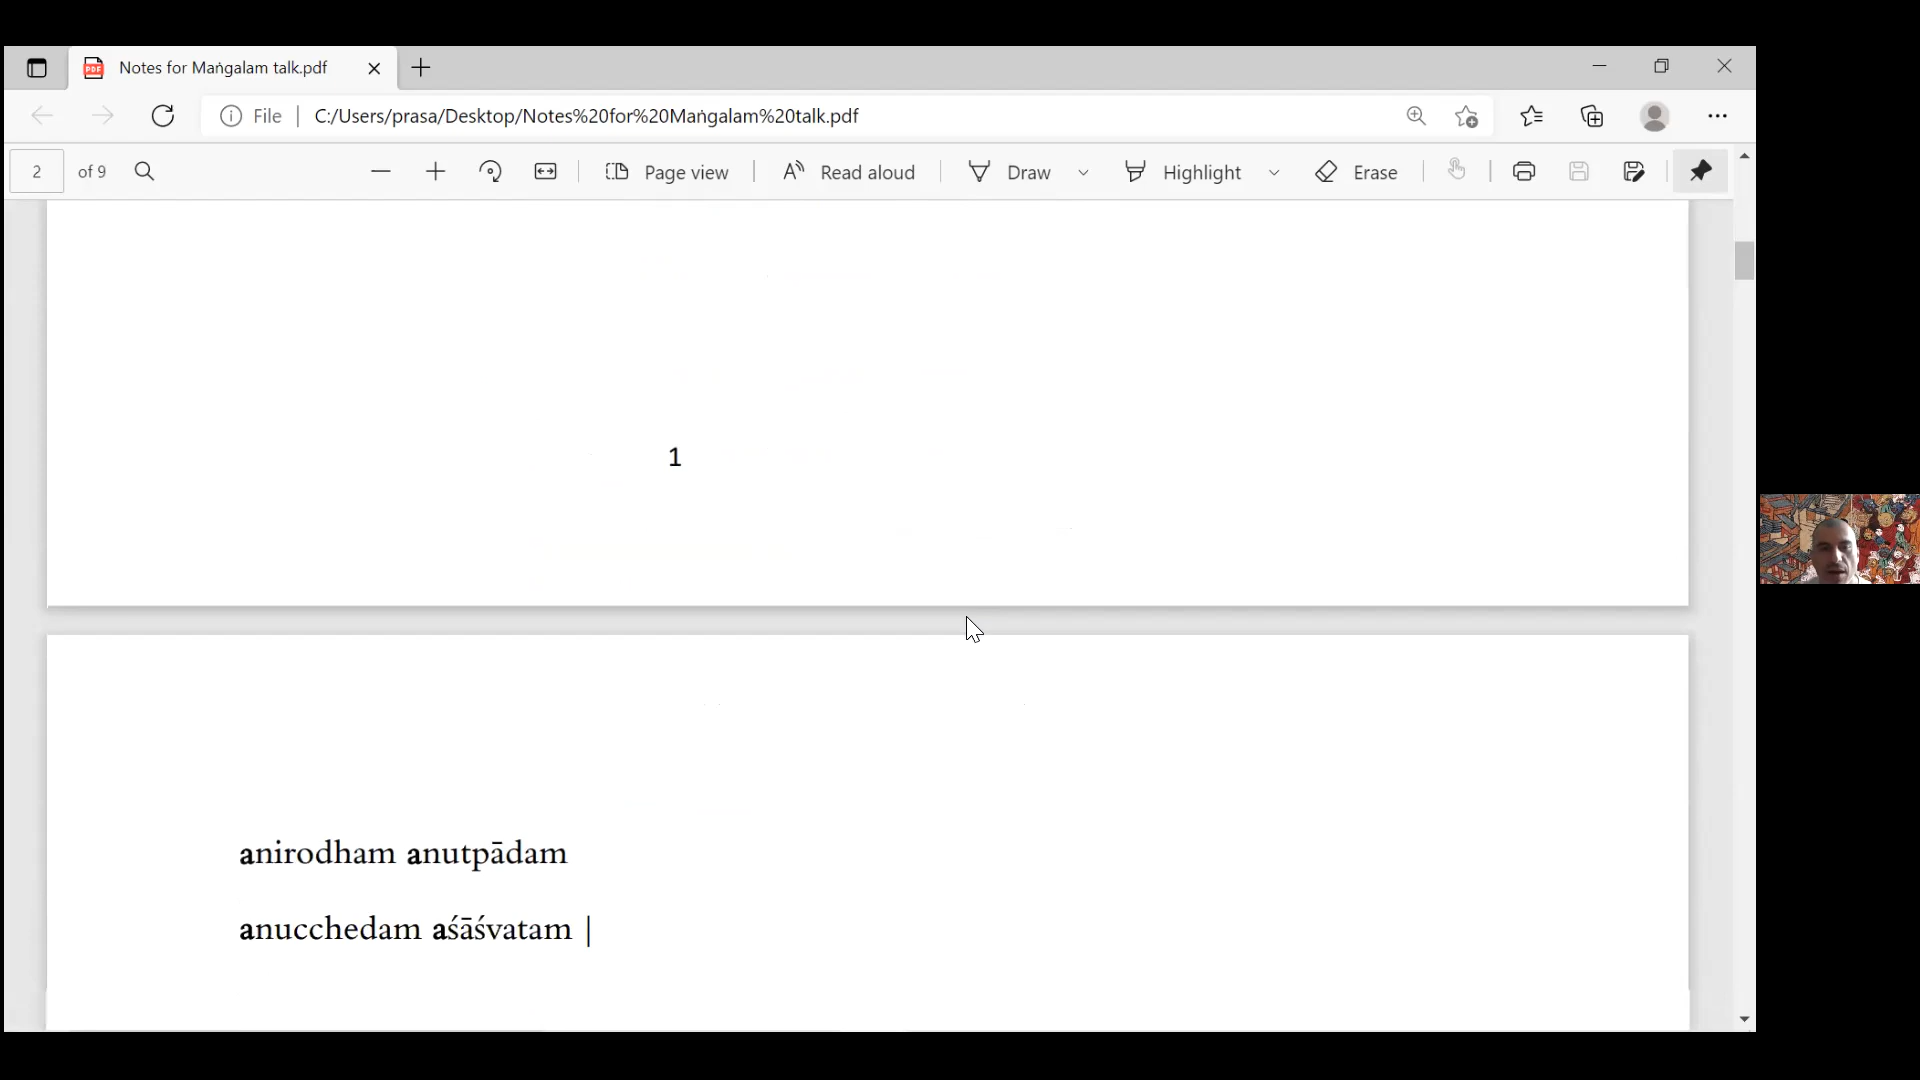 Notes for Maṅgalam talk.pdf
File | C:/Users/prasa/Desktop/Notes%20for%20Maṅgalam%20talk.pdf
2 of 9 Page view Read aloud Draw Highlight Erase
1
anirodham anutpādam
anucchedam aśāśvatam |